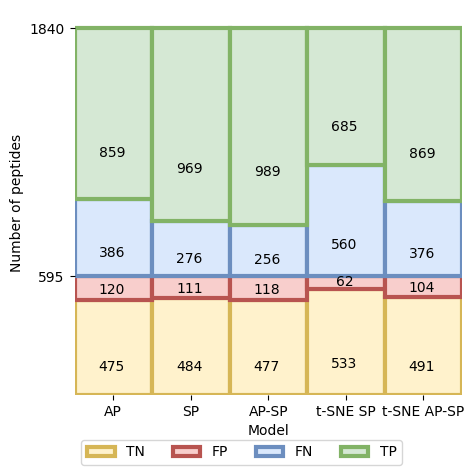 1840
859
969
989
685
869
386
276
256
560
376
595
120
111
118
62
104
475
484
477
533
491
Number of peptides
AP
SP
AP-SP
t-SNE SP
t-SNE AP-SP
Model
TN
FP
FN
TP